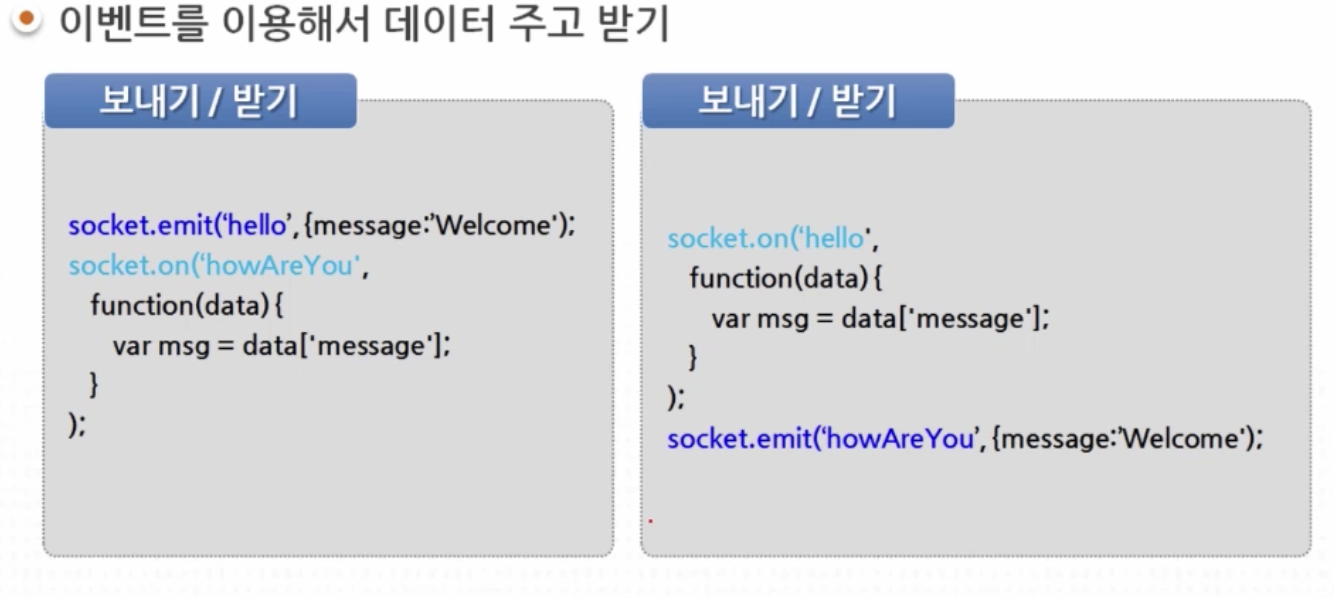 이벤트를 이용해서 데이터 주고 받기
보내기 / 받기
socket.emit(‘hello’, {message:’Welcome');
socket.on(‘howAreYou',
function(data) {
var msg = data['message'];
}
);
보내기 / 받기
socket.on(‘hello',
function(data) {
var msg = data['message'];
}
);
socket.emit(‘howAreYou’, {message:’Welcome');